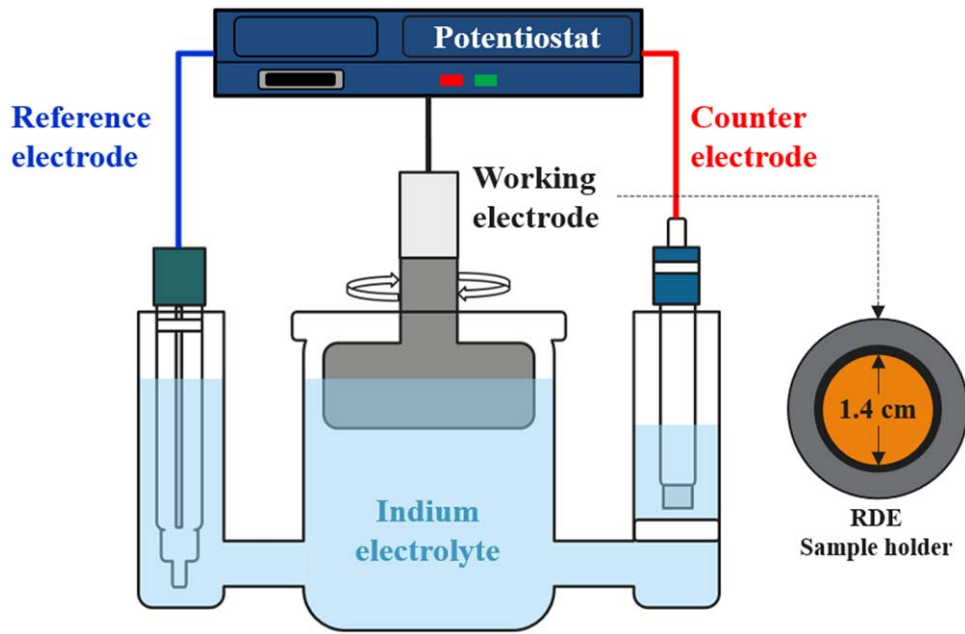 Potentiostat
Reference
electrode
Counter
electrode
Working
electrode
1.4 cm
Indium
electrolyte
RDE
Sample holder